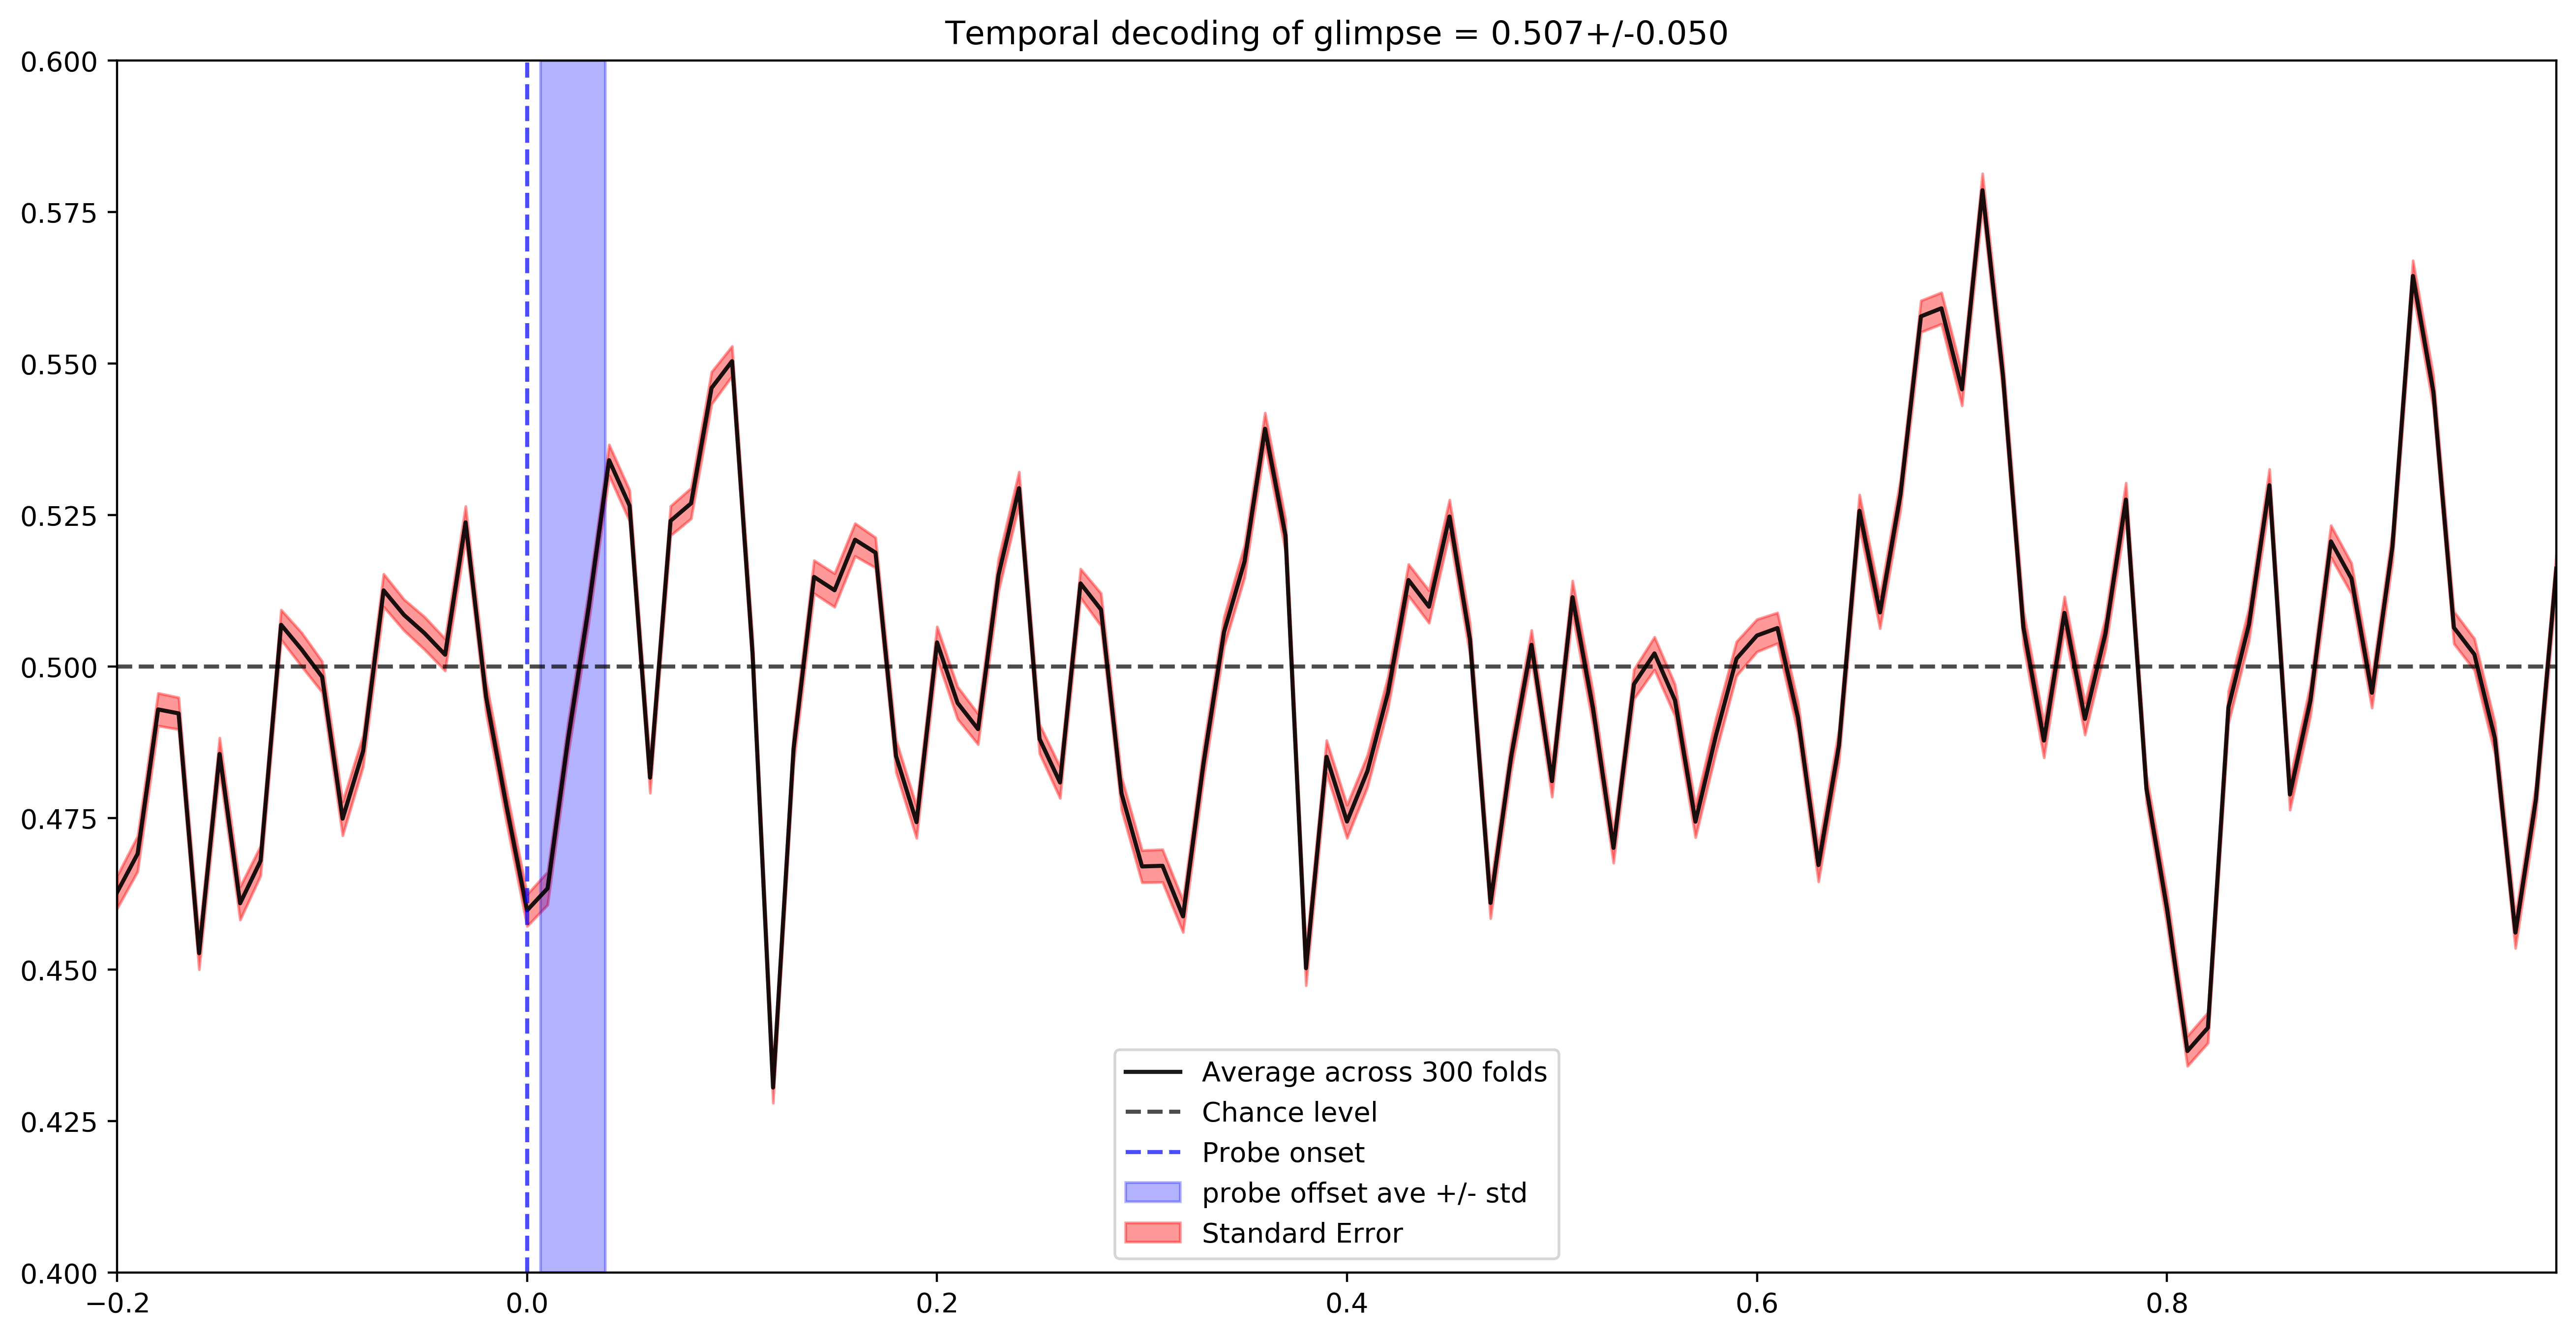 Temporal decoding of glimpse = 0.507+/-0.050
0.600
0.575
0.550
0.525
0.500
0.475
0.450
0.425
0.400
Average across 300 folds
Chance level
Probe onset
probe offset ave +/- std
Standard Error
−0.2
0.0
0.2
0.4
0.6
0.8